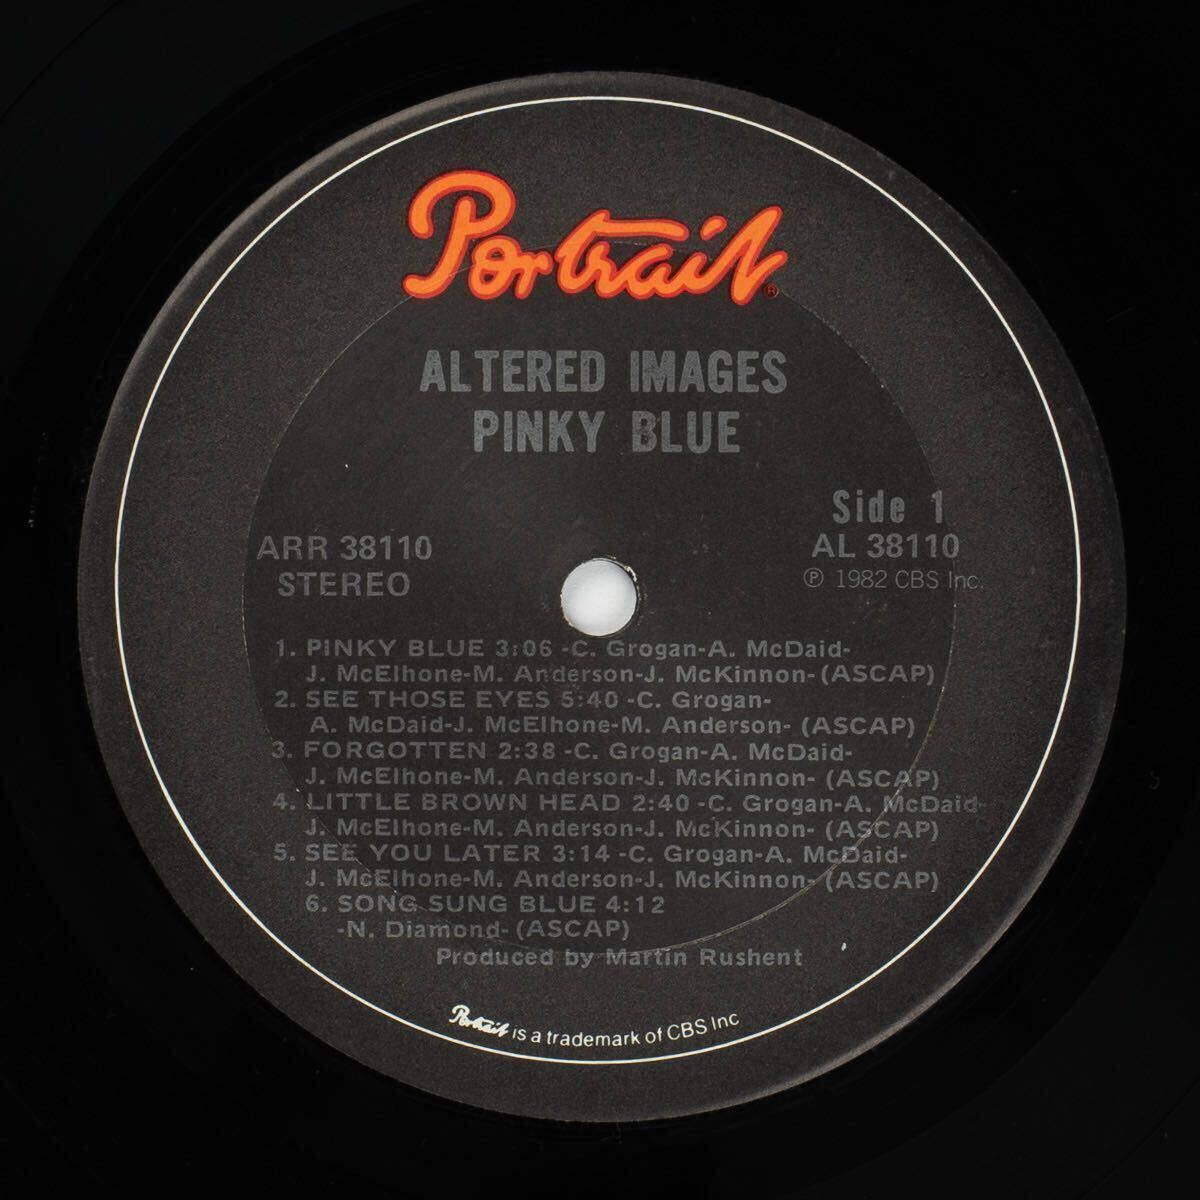 Portrait®
ALTERED IMAGES
PINKY BLUE
Side 1
ARR 38110
STEREO
AL 38110
℗ 1982 CBS Inc.
1. PINKY BLUE 3:06 -C. Grogan-A. McDaid-
J. McElhone-M. Anderson-J. McKinnon- (ASCAP)
2. SEE THOSE EYES 5:40 -C. Grogan-
A. McDaid-J. McElhone-M. Anderson- (ASCAP)
3. FORGOTTEN 2:38 -C. Grogan-A. McDaid-
J. McElhone-M. Anderson-J. McKinnon- (ASCAP)
4. LITTLE BROWN HEAD 2:40 -C. Grogan-A. McDaid-
J. McElhone-M. Anderson-J. McKinnon- (ASCAP)
5. SEE YOU LATER 3:14 -C. Grogan-A. McDaid-
J. McElhone-M. Anderson-J. McKinnon- (ASCAP)
6. SONG SUNG BLUE 4:12
-N. Diamond- (ASCAP)
Produced by Martin Rushent
Portrait is a trademark of CBS Inc